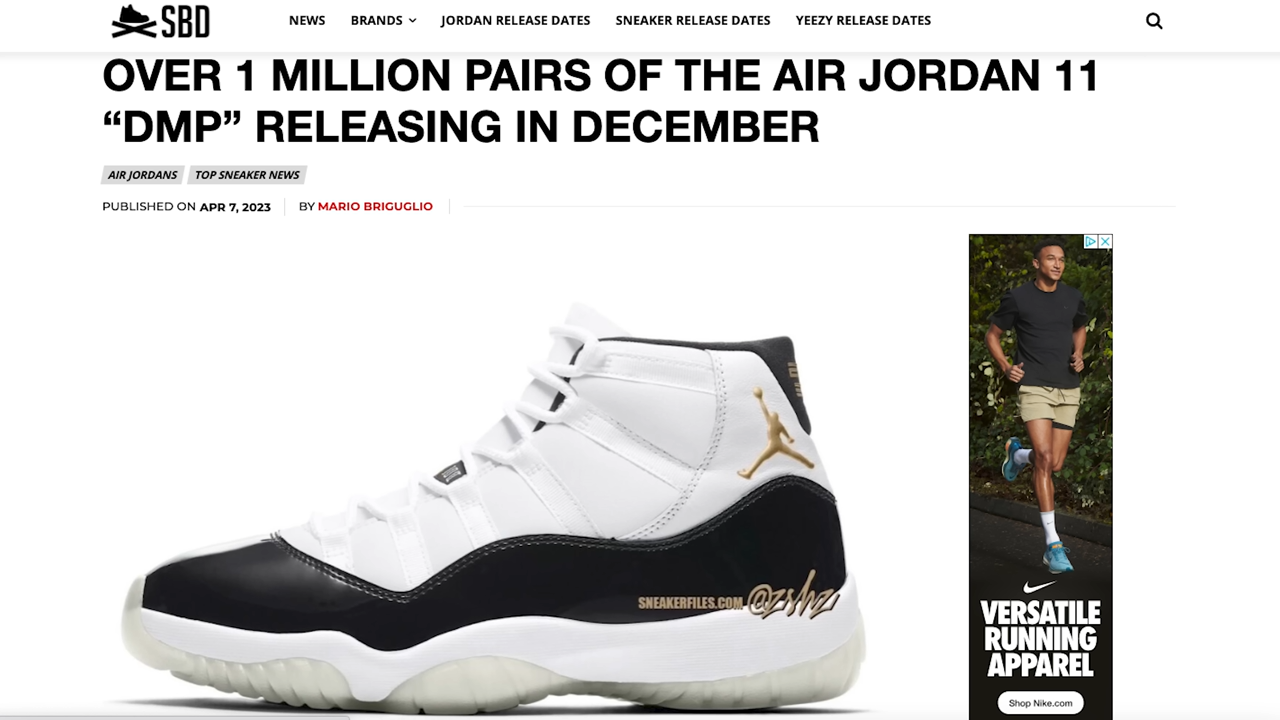 SBD
NEWS
BRANDS
JORDAN RELEASE DATES
SNEAKER RELEASE DATES
YEEZY RELEASE DATES
OVER 1 MILLION PAIRS OF THE AIR JORDAN 11
“DMP” RELEASING IN DECEMBER
AIR JORDANS
TOP SNEAKER NEWS
PUBLISHED ON APR 7, 2023
BY MARIO BRIGUGLIO
SNEAKERFILES.COM @zshz1
VERSATILE
RUNNING
APPAREL
Shop Nike.com